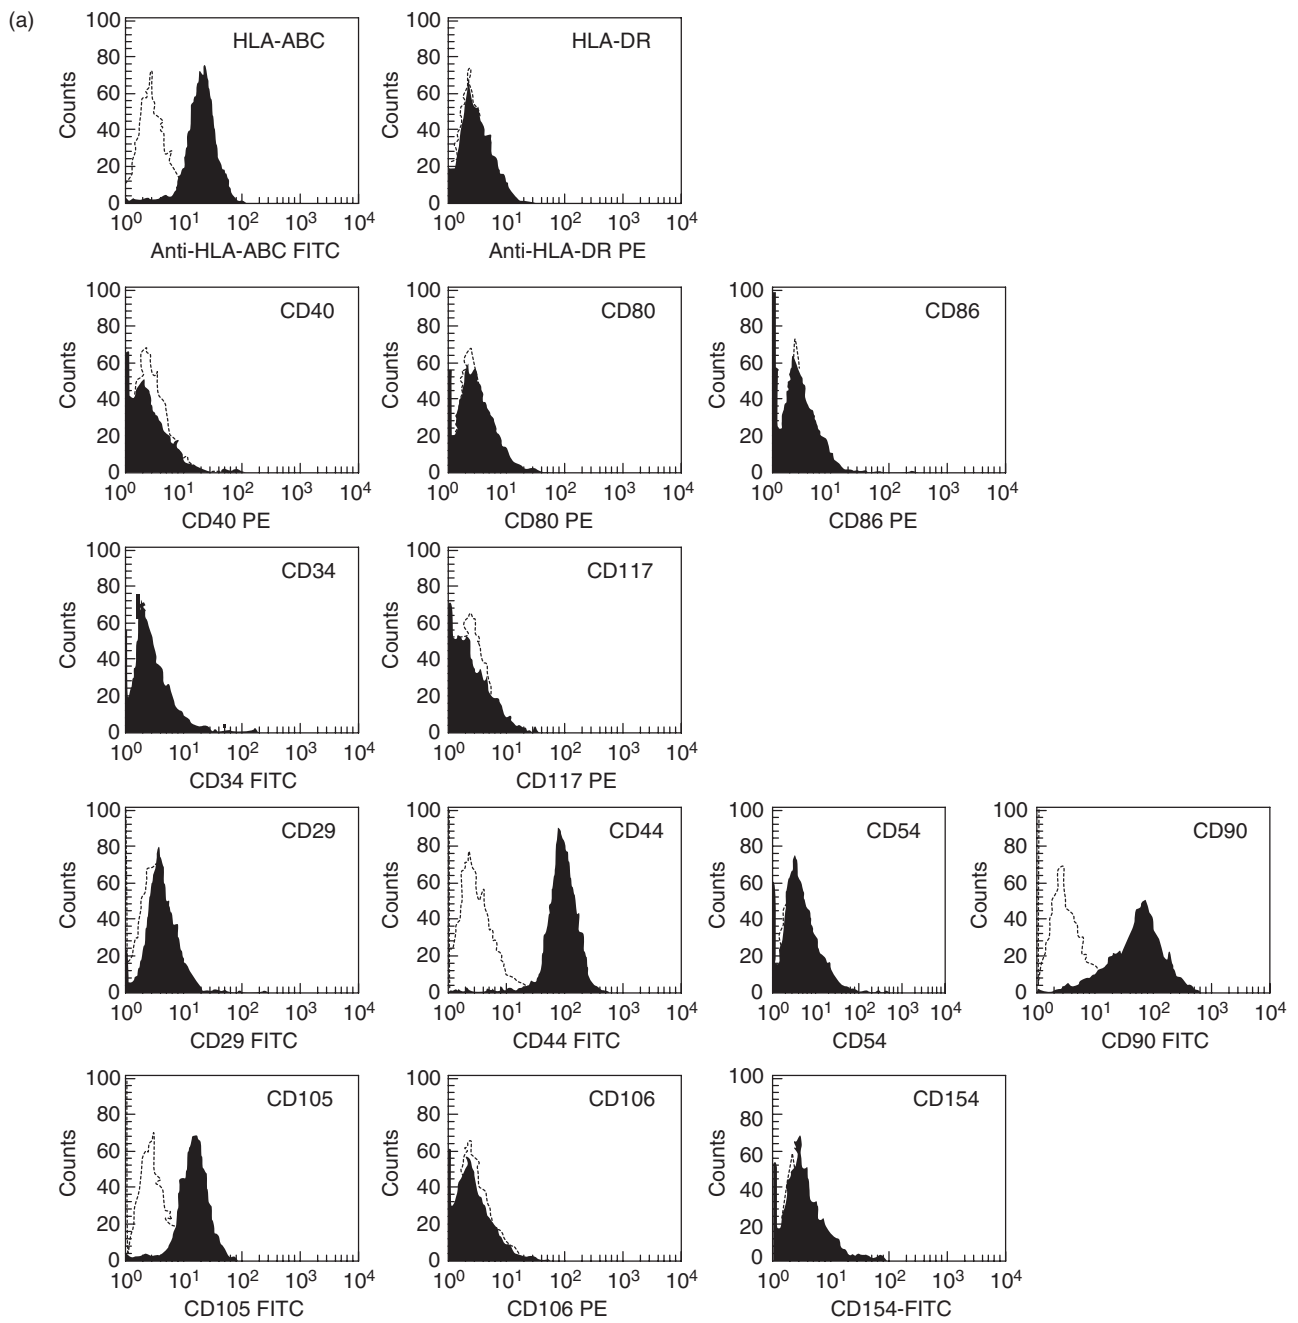 (a)
HLA-ABC
100
80
60
40
20
0
Counts
10^0 10^1 10^2 10^3 10^4
Anti-HLA-ABC FITC
HLA-DR
100
80
60
40
20
0
Counts
10^0 10^1 10^2 10^3 10^4
Anti-HLA-DR PE
CD40
100
80
60
40
20
0
Counts
10^0 10^1 10^2 10^3 10^4
CD40 PE
CD80
100
80
60
40
20
0
Counts
10^0 10^1 10^2 10^3 10^4
CD80 PE
CD86
100
80
60
40
20
0
Counts
10^0 10^1 10^2 10^3 10^4
CD86 PE
CD34
100
80
60
40
20
0
Counts
10^0 10^1 10^2 10^3 10^4
CD34 FITC
CD117
100
80
60
40
20
0
Counts
10^0 10^1 10^2 10^3 10^4
CD117 PE
CD29
100
80
60
40
20
0
Counts
10^0 10^1 10^2 10^3 10^4
CD29 FITC
CD44
100
80
60
40
20
0
Counts
10^0 10^1 10^2 10^3 10^4
CD44 FITC
CD54
100
80
60
40
20
0
Counts
10^0 10^1 10^2 10^3 10^4
CD54
CD90
100
80
60
40
20
0
Counts
10^0 10^1 10^2 10^3 10^4
CD90 FITC
CD105
100
80
60
40
20
0
Counts
10^0 10^1 10^2 10^3 10^4
CD105 FITC
CD106
100
80
60
40
20
0
Counts
10^0 10^1 10^2 10^3 10^4
CD106 PE
CD154
100
80
60
40
20
0
Counts
10^0 10^1 10^2 10^3 10^4
CD154-FITC